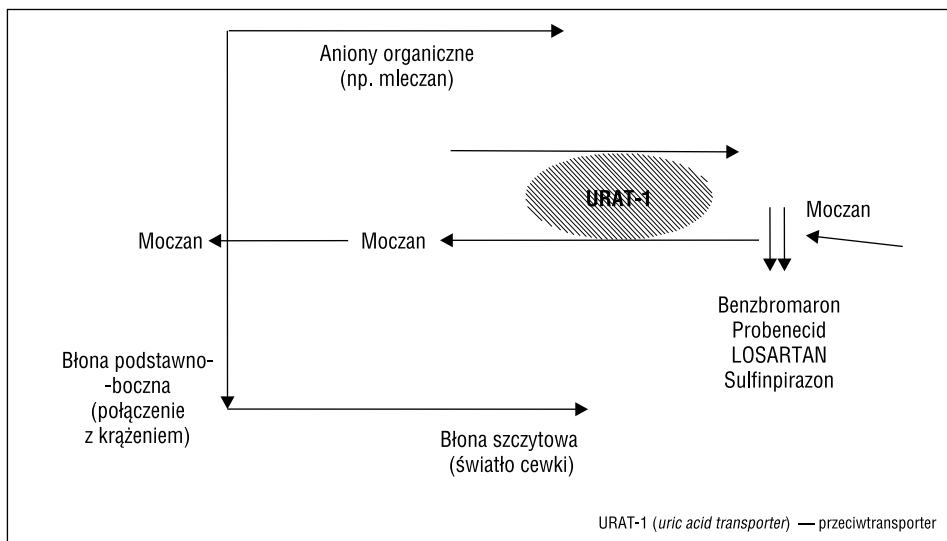 Aniony organiczne
(np. mleczan)
URAT-1
Moczan
Moczan
Moczan
Benzbromaron
Probenecid
LOSARTAN
Sulfinpirazon
Błona podstawno-
-boczna
(połączenie
z krążeniem)
Błona szczytowa
(światło cewki)
URAT-1 (uric acid transporter) — przeciwtransporter